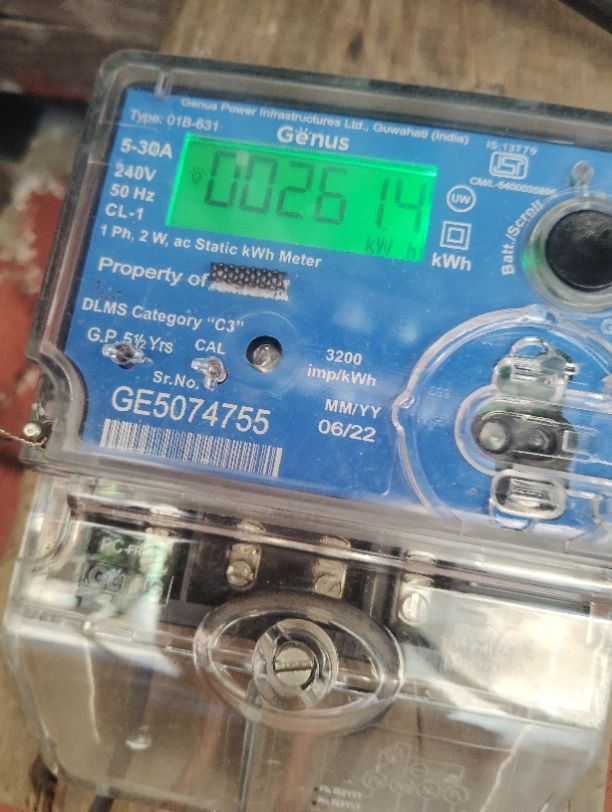 Genus Power Infrastructures Ltd., Guwahati (India)
Type: 01B-631
Genus
IS:13779
5-30A
240V
50 Hz
CL-1
002614
kW h
UW
kWh
Batt./Scroll
1 Ph, 2 W, ac Static kWh Meter
Property of
DLMS Category "C3"
G.P. 5½ Yrs
CAL
3200
imp/kWh
Sr.No.
GE5074755
MM/YY
06/22